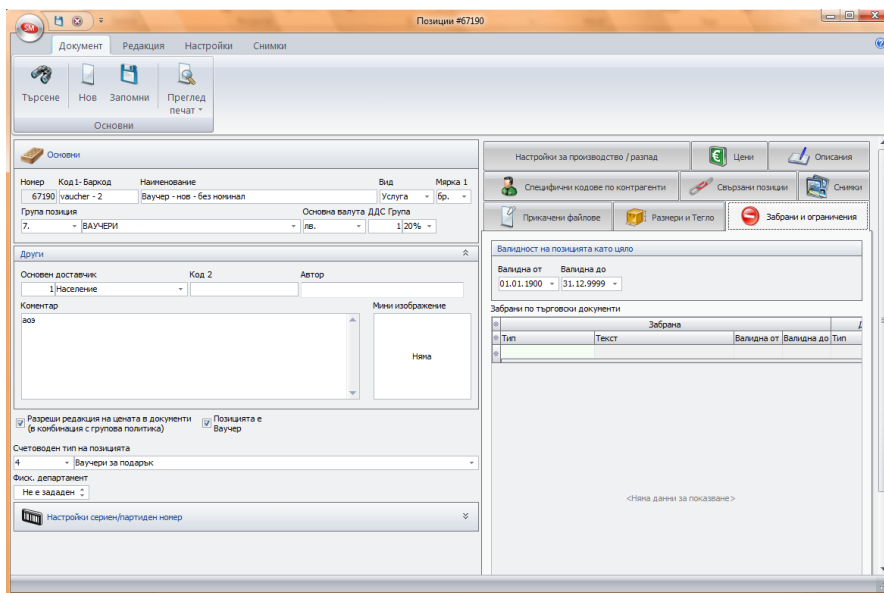 Позиции #67190
SM
Документ Редакция Настройки Снимки
Търсене Нов Запомни Преглед печат
Основни
Основни
Номер Код 1- Баркод Наименование Вид Мярка 1
67190 vaucher - 2 Ваучер - нов - без номинал Услуга бр.
Група позиция Основна валута ДДС Група
7. ВАУЧЕРИ лв. 1 20%
Други
Основен доставчик Код 2 Автор
1 Население
Коментар Мини изображение
аоэ
Няма
Разреши редакция на цената в документи
(в комбинация с групова политика)
Позицията е
Ваучер
Счетоводен тип на позицията
4 Ваучери за подарък
Фиск. департамент
Не е зададен
Настройки сериен/партиден номер
Настройки за производство / разпад Цени Описания
Специфични кодове по контрагенти Свързани позиции Снимки
Прикачени файлове Размери и Тегло Забрани и ограничения
Валидност на позицията като цяло
Валидна от Валидна до
01.01.1900 31.12.9999
Забрани по търговски документи
Забрана
Тип Текст Валидна от Валидна до Тип
<Няма данни за показване>